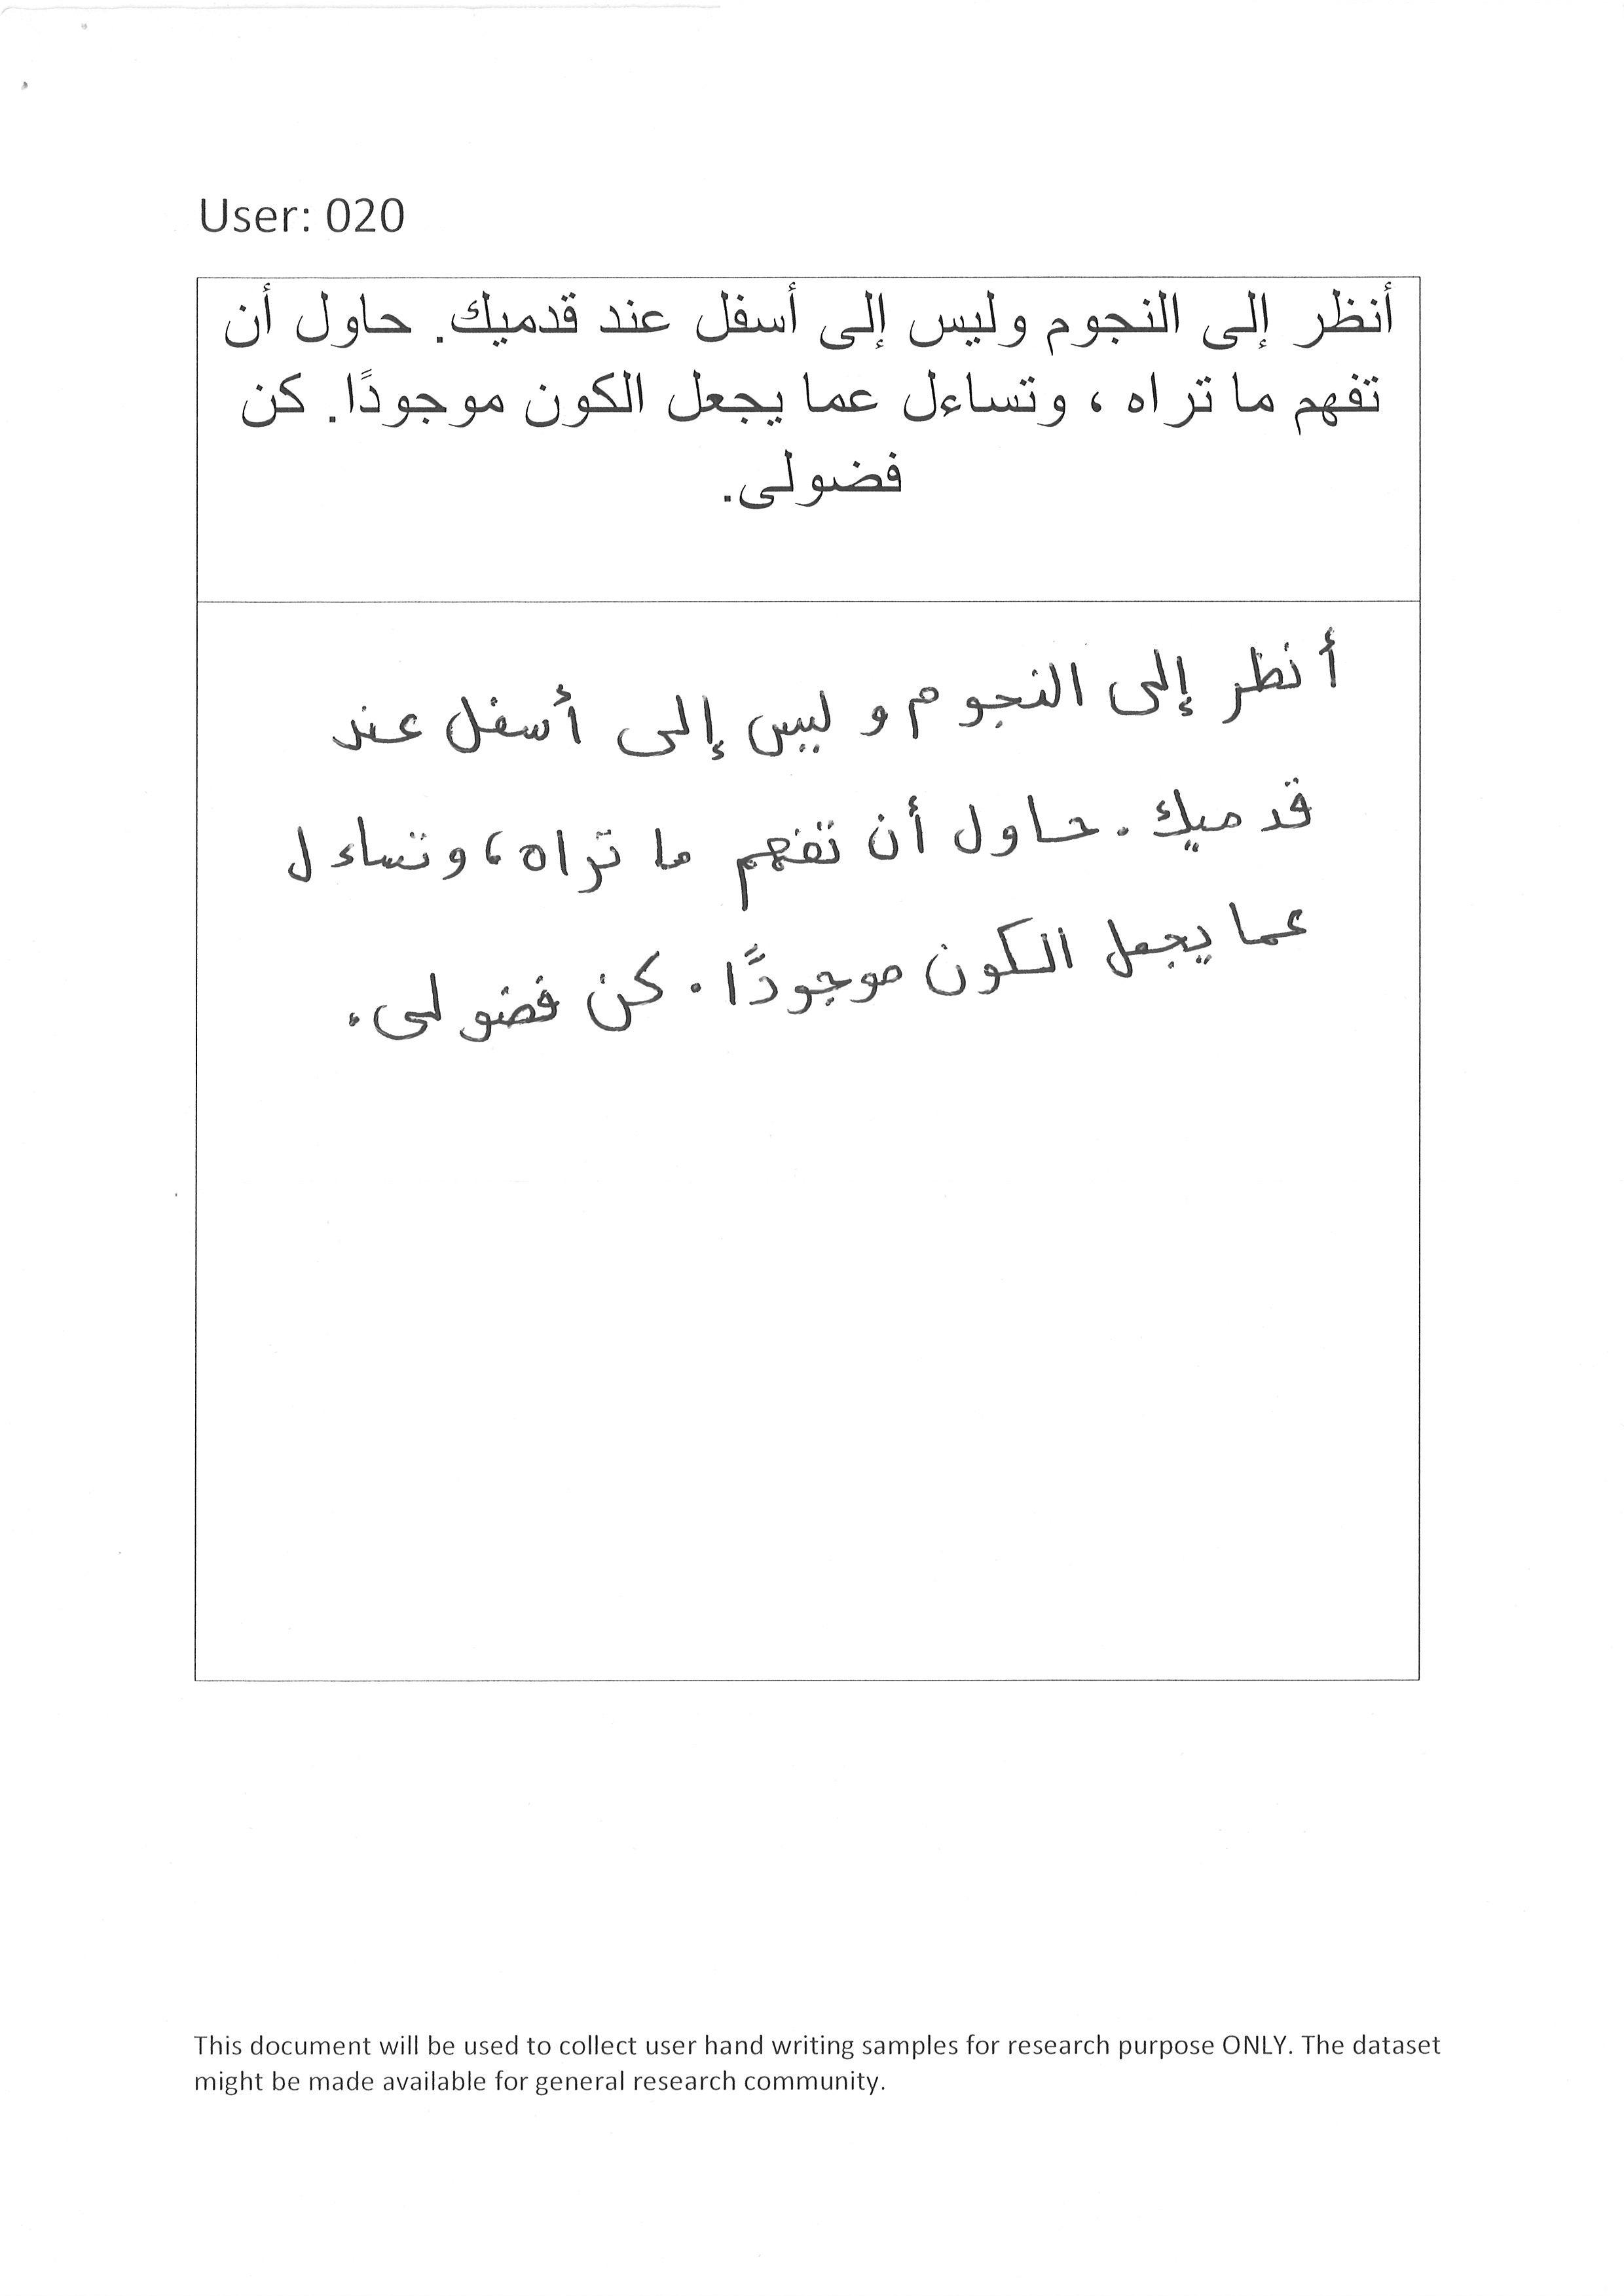 User: 020
أنظر إلى النجوم وليس إلى أسفل عند قدميك. حاول أن
تفهم ما تراه ، وتساءل عما يجعل الكون موجودًا. كن
فضولى.
أنظر إلى النجوم وليس إلى أسفل عند
قدميك. حاول أن تفهم ما تراه، وتساءل
عما يجعل الكون موجودًا. كن فضولى.
This document will be used to collect user hand writing samples for research purpose ONLY. The dataset
might be made available for general research community.